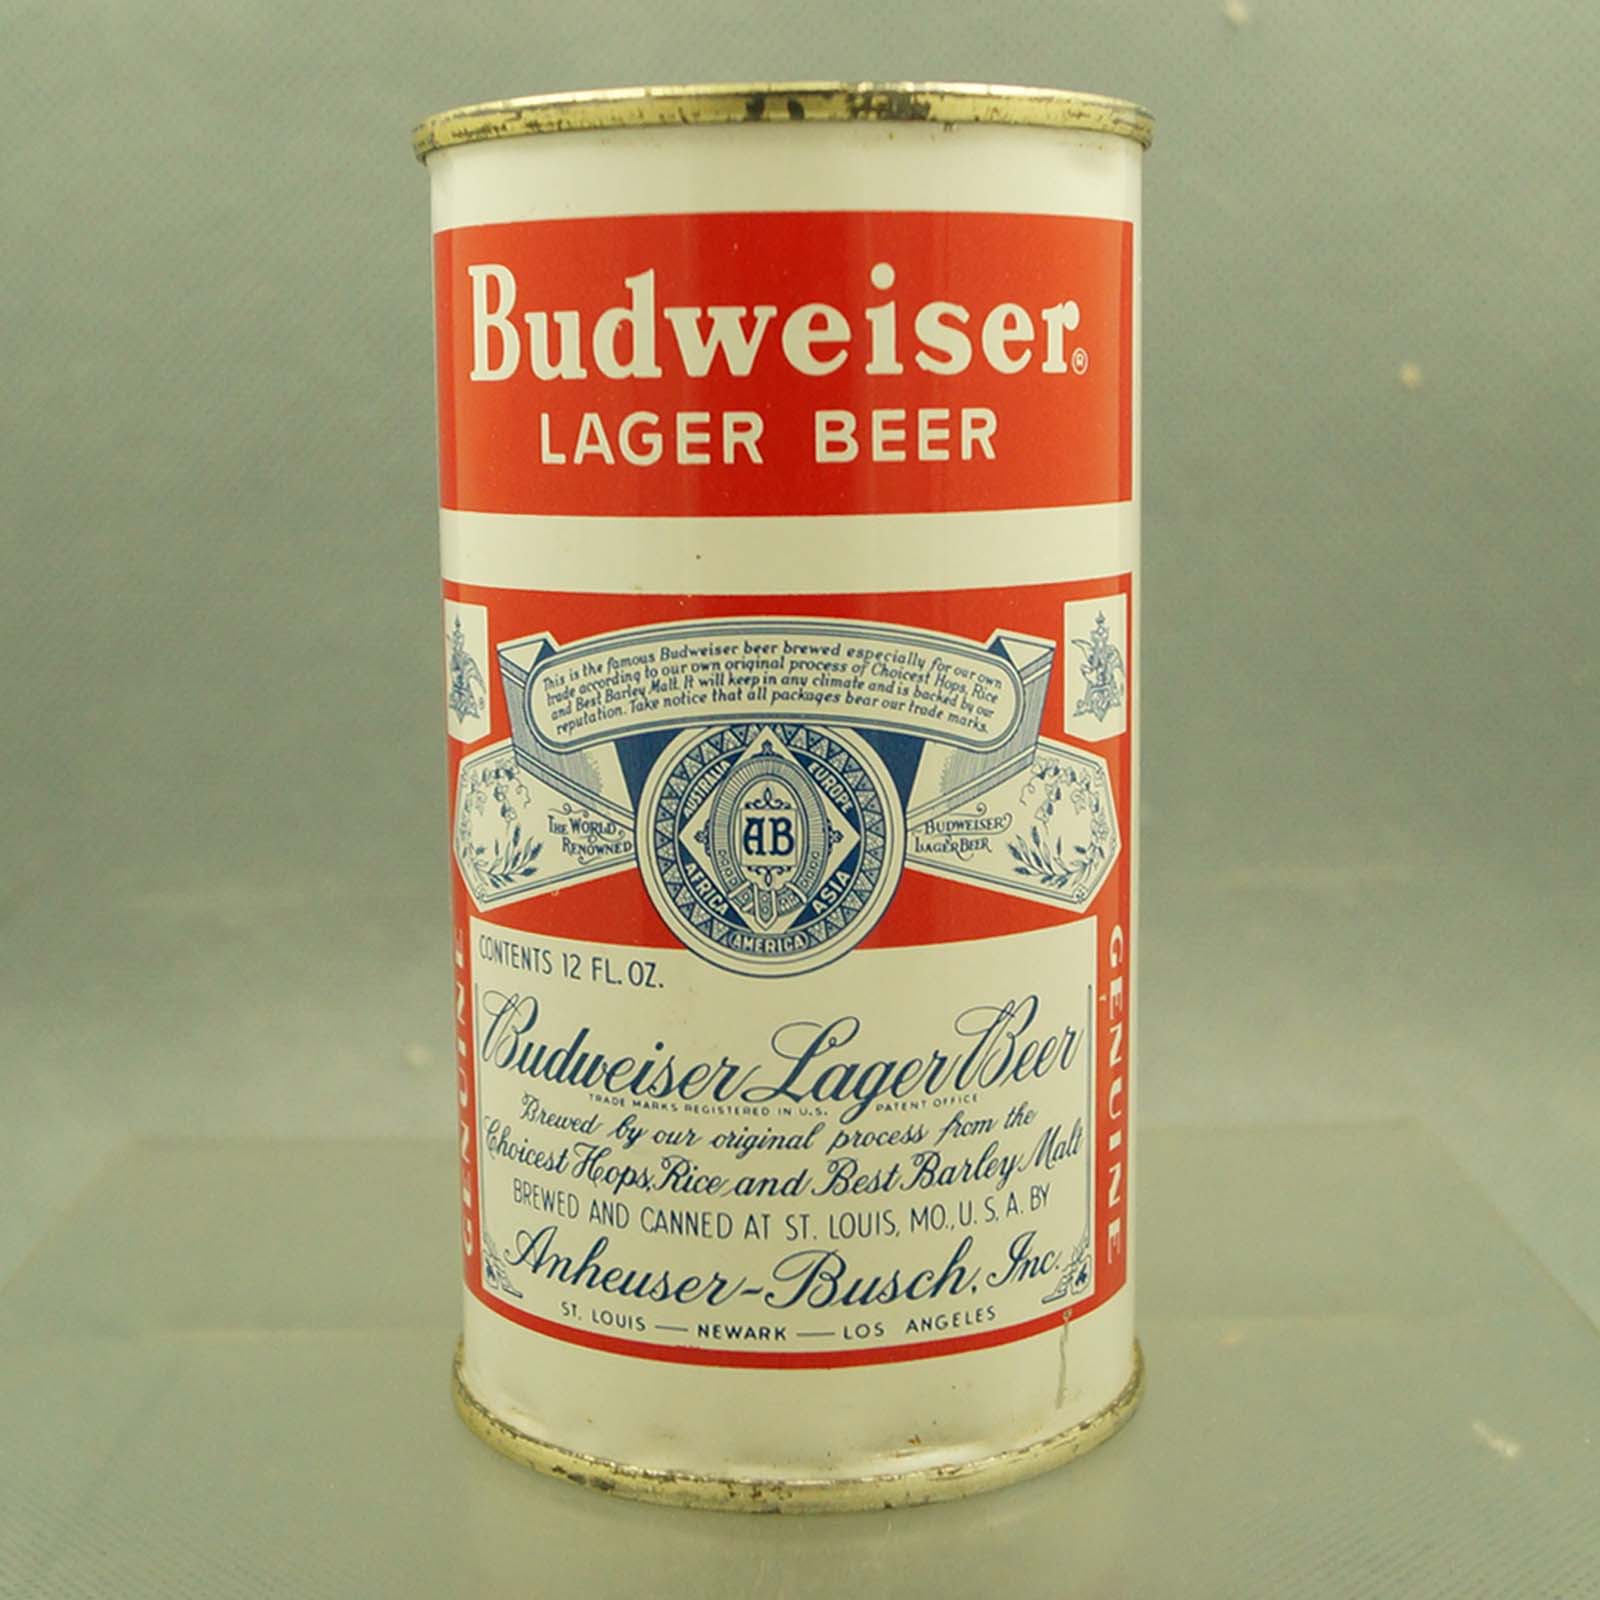 Budweiser®
LAGER BEER
This is the famous Budweiser beer brewed especially for our own
trade according to our own original process of Choicest Hops, Rice
and Best Barley Malt. It will keep in any climate and is backed by our
reputation. Take notice that all packages bear our trade marks.
AUSTRALIA
EUROPE
THE WORLD
RENOWNED
AB
BUDWEISER
LAGER BEER
AFRICA
ASIA
AMERICA
GENUINE
GENUINE
CONTENTS 12 FL. OZ.
Budweiser Lager Beer
TRADE MARKS REGISTERED IN U.S. PATENT OFFICE
Brewed by our original process from the
Choicest Hops, Rice and Best Barley Malt
BREWED AND CANNED AT ST. LOUIS, MO., U. S. A. BY
Anheuser-Busch, Inc.
ST. LOUIS — NEWARK — LOS ANGELES